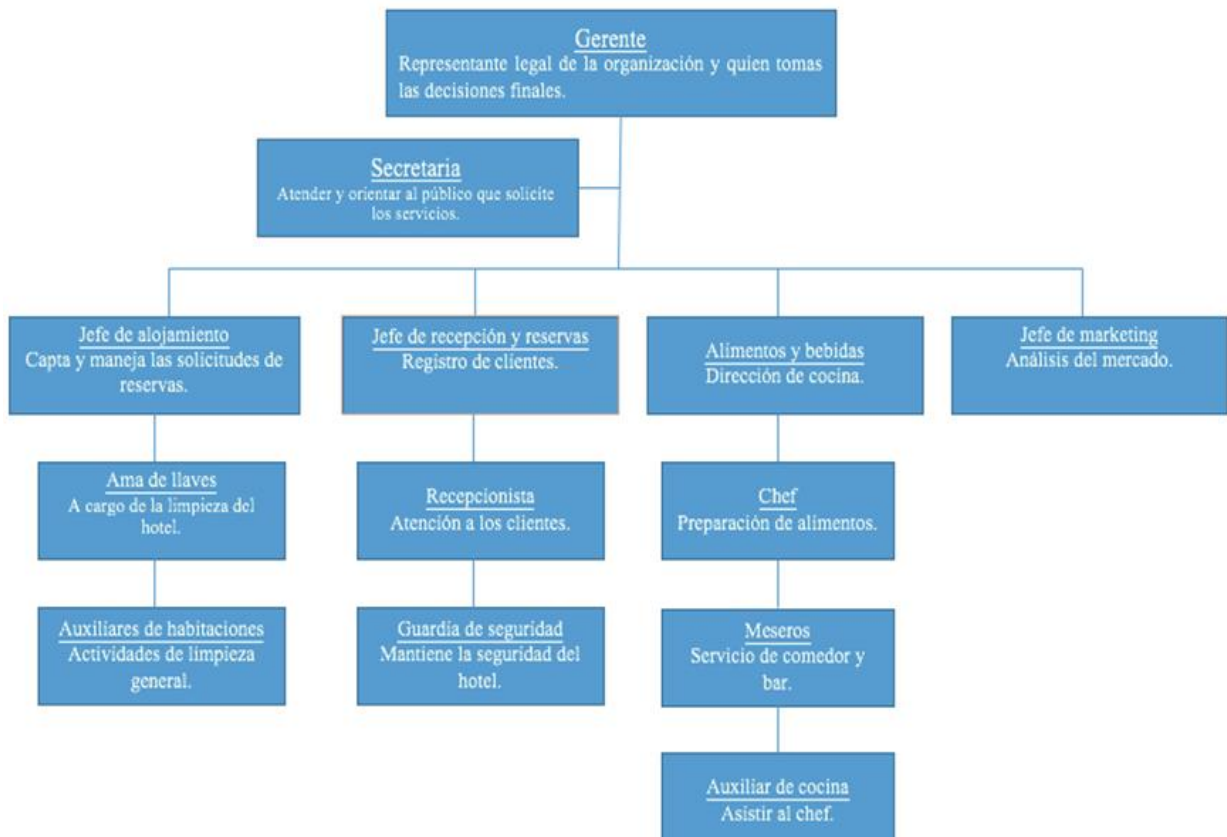 Gerente
Representante legal de la organización y quien tomas
las decisiones finales.
Secretaria
Atender y orientar al público que solicite
los servicios.
Jefe de alojamiento
Capta y maneja las solicitudes de
reservas.
Jefe de recepción y reservas
Registro de clientes.
Alimentos y bebidas
Dirección de cocina.
Jefe de marketing
Análisis del mercado.
Ama de llaves
A cargo de la limpieza del
hotel.
Recepcionista
Atención a los clientes.
Chef
Preparación de alimentos.
Auxiliares de habitaciones
Actividades de limpieza
general.
Guardía de seguridad
Mantiene la seguridad del
hotel.
Meseros
Servicio de comedor y
bar.
Auxiliar de cocina
Asistir al chef.